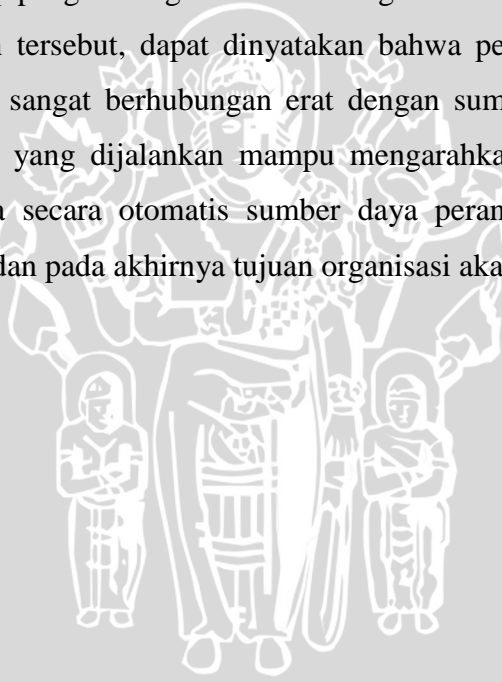 tersebut, dapat dinyatakan bahwa pe
sangat berhubungan erat dengan sum
yang dijalankan mampu mengarahka
secara otomatis sumber daya peran
dan pada akhirnya tujuan organisasi aka